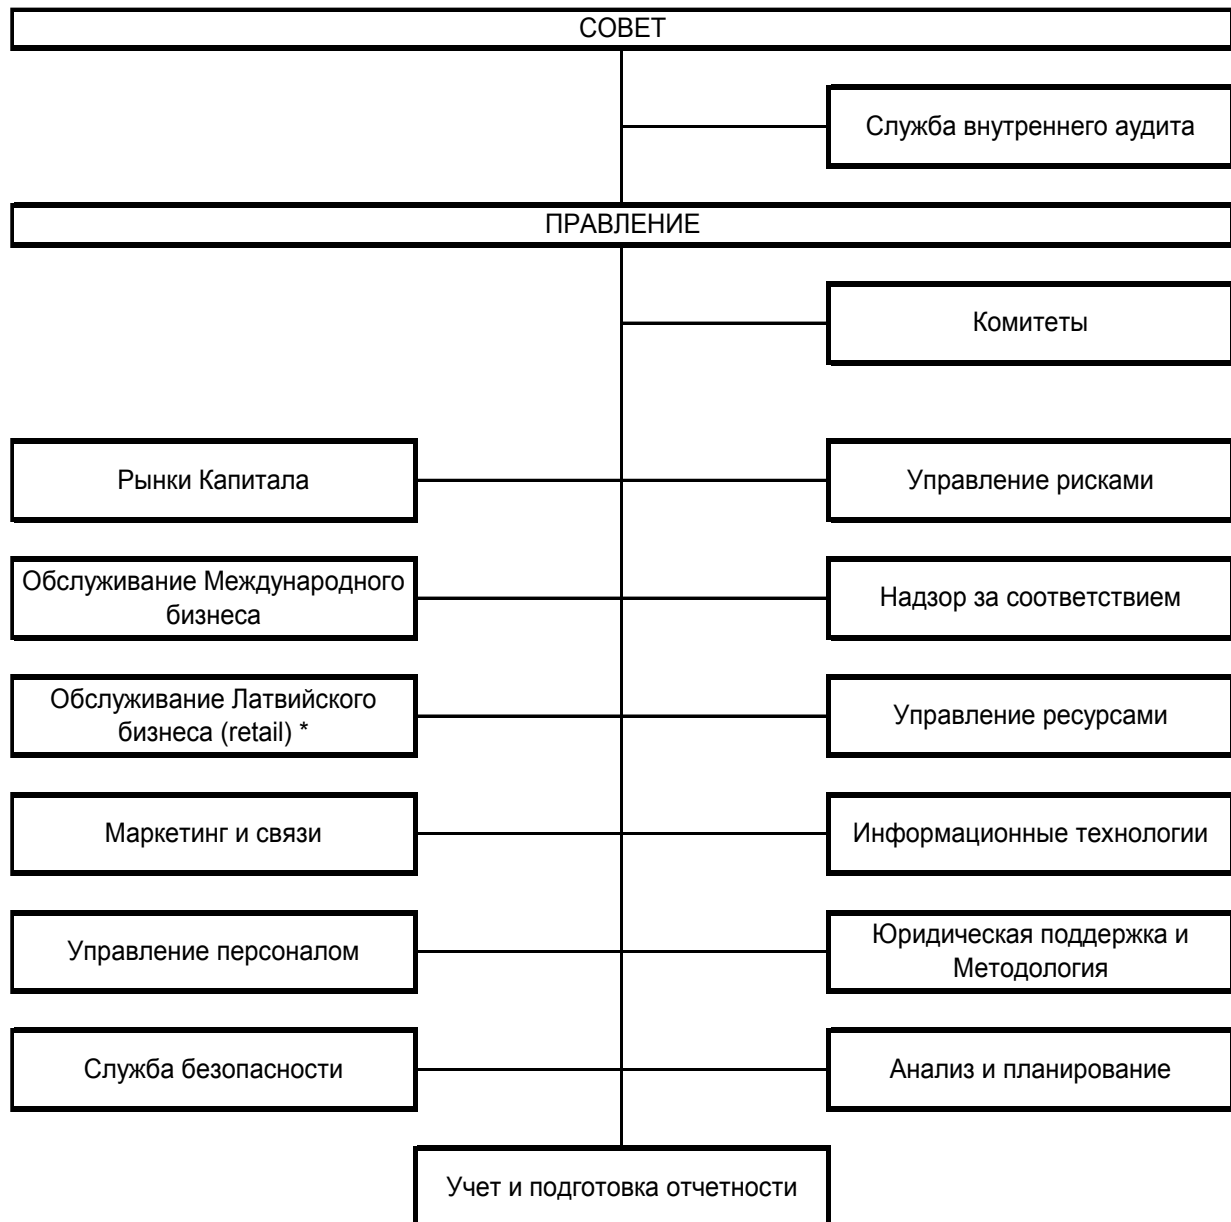 СОВЕТ
Служба внутреннего аудита
ПРАВЛЕНИЕ
Комитеты
Рынки Капитала
Управление рисками
Обслуживание Международного
бизнеса
Надзор за соответствием
Обслуживание Латвийского
бизнеса (retail) *
Управление ресурсами
Маркетинг и связи
Информационные технологии
Управление персоналом
Юридическая поддержка и
Методология
Служба безопасности
Анализ и планирование
Учет и подготовка отчетности